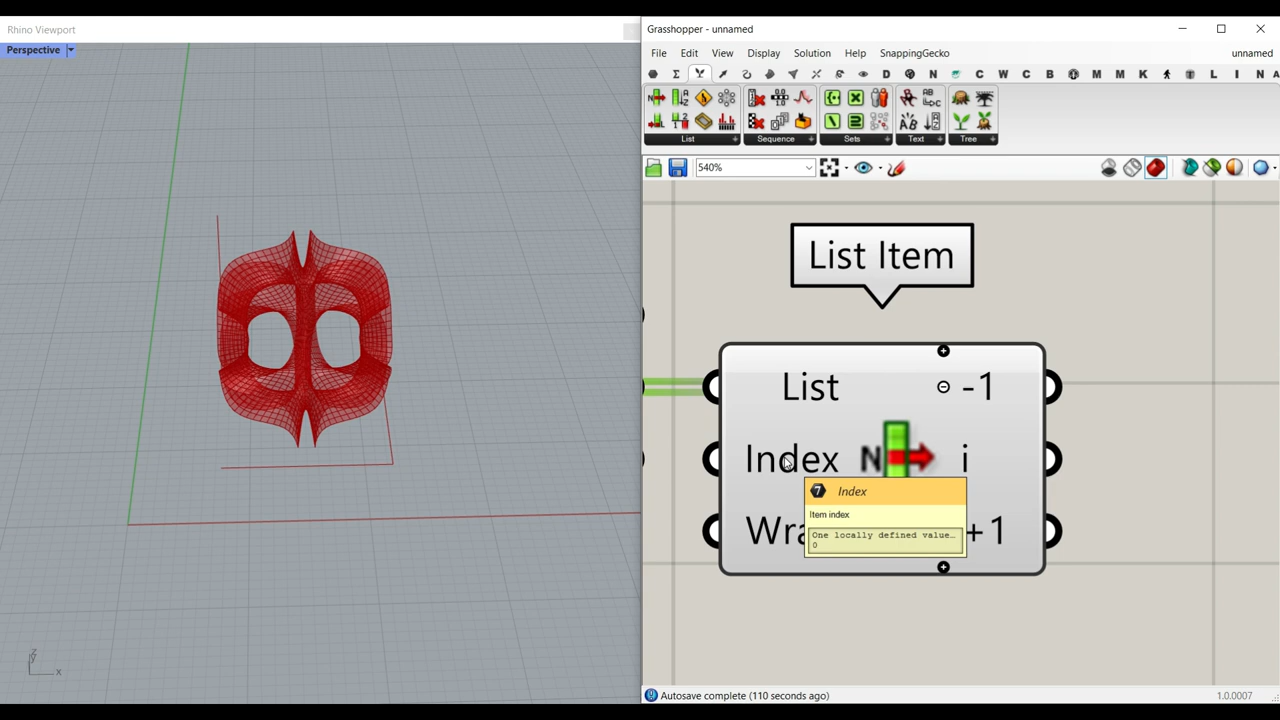 Rhino Viewport
Perspective
z
y
x
Grasshopper - unnamed
File Edit View Display Solution Help SnappingGecko unnamed
D N C W C B M M K L I N A
List Sequence Sets Text Tree
540%
List Item
List -1
Index N i
Wra +1
7 Index
Item index
One locally defined value…
0
Autosave complete (110 seconds ago)
1.0.0007